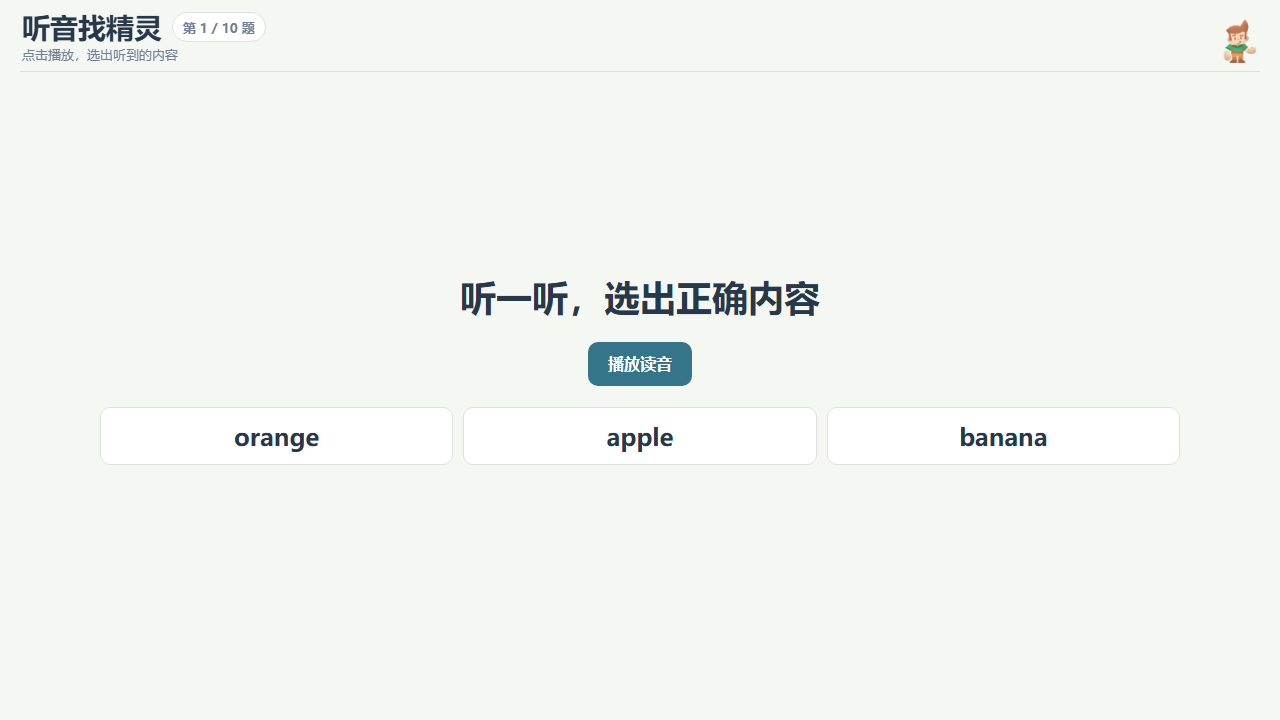 听音找精灵
第 1 / 10 题
点击播放，选出听到的内容
听一听，选出正确内容
播放读音
orange
apple
banana